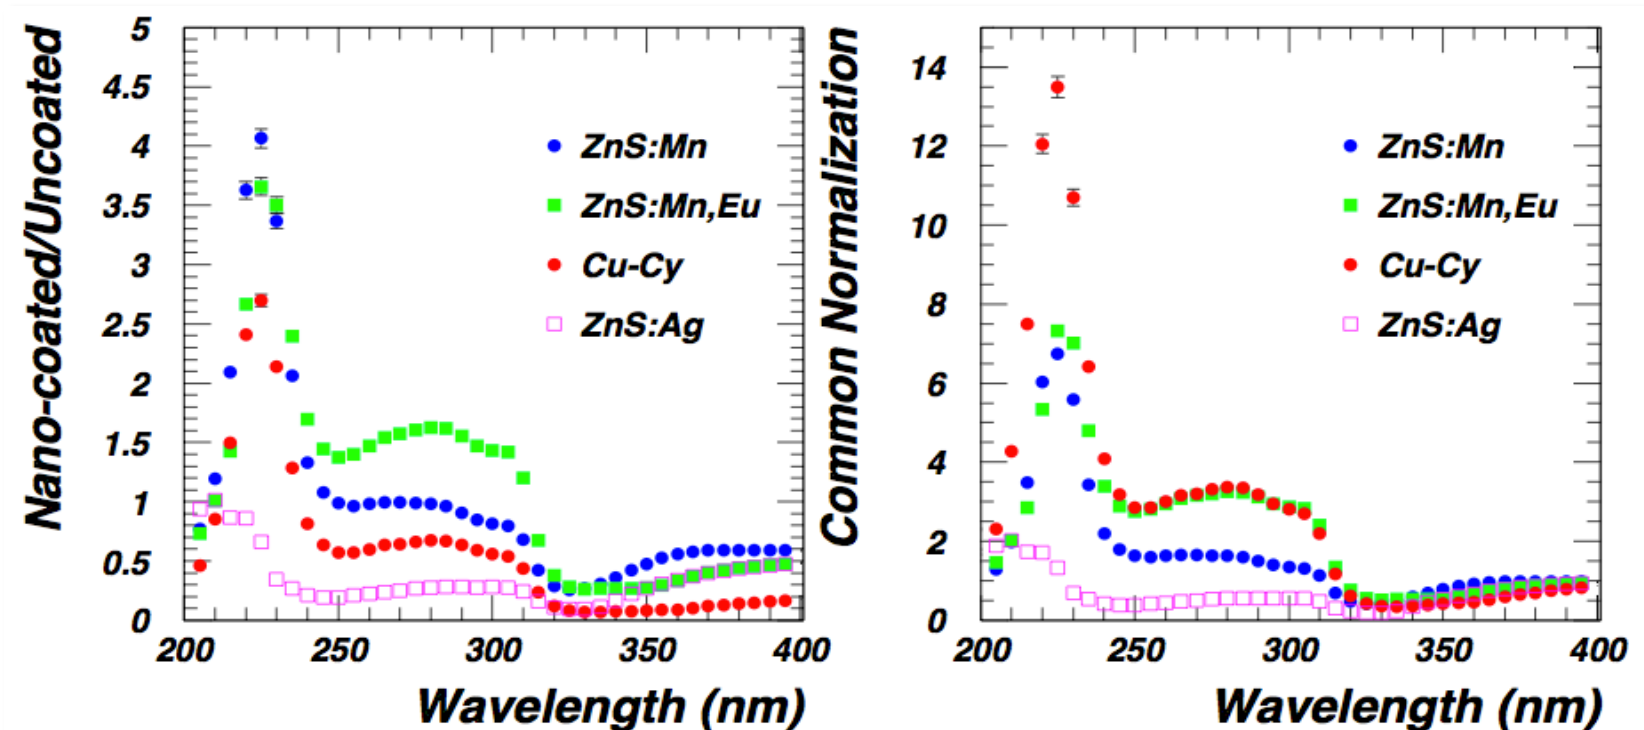 Nano-coated/Uncoated
5
4.5
4
3.5
3
2.5
2
1.5
1
0.5
0
ZnS:Mn
ZnS:Mn,Eu
Cu-Cy
ZnS:Ag
200 250 300 350 400
Wavelength (nm)
Common Normalization
14
12
10
8
6
4
2
0
ZnS:Mn
ZnS:Mn,Eu
Cu-Cy
ZnS:Ag
200 250 300 350 400
Wavelength (nm)